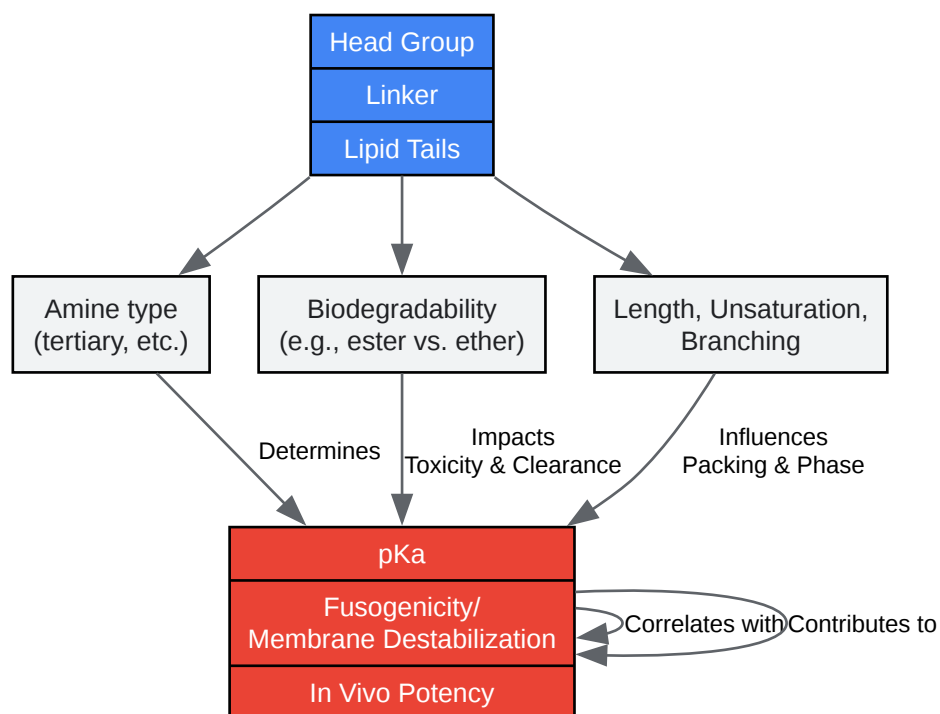 Head Group
Linker
Lipid Tails
Amine type
(tertiary, etc.)
Biodegradability
(e.g., ester vs. ether)
Length, Unsaturation,
Branching
Determines
Impacts
Toxicity & Clearance
Influences
Packing & Phase
pKa
Fusogenicity/
Membrane Destabilization
Correlates with
Contributes to
In Vivo Potency